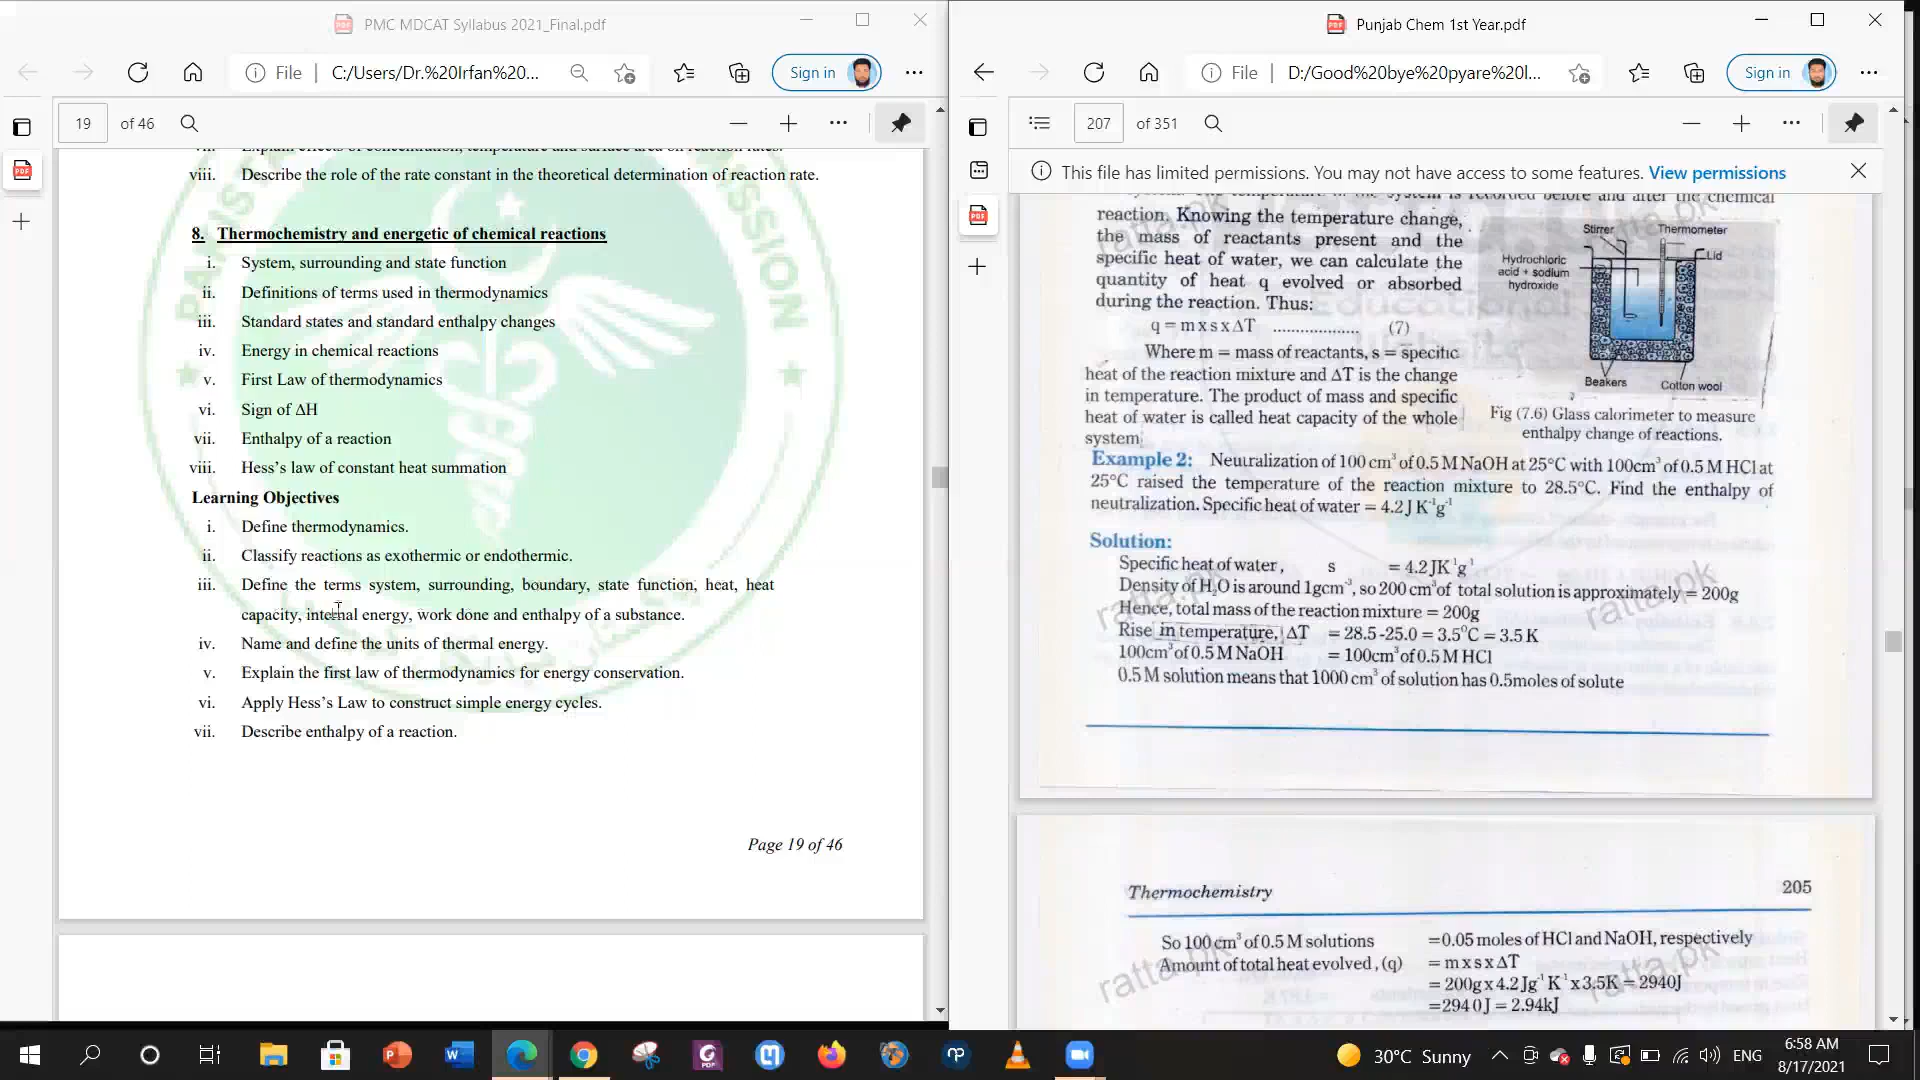 PMC MDCAT Syllabus 2021_Final.pdf
File
C:/Users/Dr.%20Irfan%20...
Sign in
19 of 46
viii. Describe the role of the rate constant in the theoretical determination of reaction rate.
8. Thermochemistry and energetic of chemical reactions
i. System, surrounding and state function
ii. Definitions of terms used in thermodynamics
iii. Standard states and standard enthalpy changes
iv. Energy in chemical reactions
v. First Law of thermodynamics
vi. Sign of ΔH
vii. Enthalpy of a reaction
viii. Hess’s law of constant heat summation
Learning Objectives
i. Define thermodynamics.
ii. Classify reactions as exothermic or endothermic.
iii. Define the terms system, surrounding, boundary, state function, heat, heat
capacity, internal energy, work done and enthalpy of a substance.
iv. Name and define the units of thermal energy.
v. Explain the first law of thermodynamics for energy conservation.
vi. Apply Hess’s Law to construct simple energy cycles.
vii. Describe enthalpy of a reaction.
Page 19 of 46
Punjab Chem 1st Year.pdf
File
D:/Good%20bye%20pyare%20l...
Sign in
207 of 351
This file has limited permissions. You may not have access to some features. View permissions
reaction. Knowing the temperature change,
the mass of reactants present and the
specific heat of water, we can calculate the
quantity of heat q evolved or absorbed
during the reaction. Thus:
q = m x s x ΔT ................... (7)
Where m = mass of reactants, s = specific
heat of the reaction mixture and ΔT is the change
in temperature. The product of mass and specific
heat of water is called heat capacity of the whole
system
Stirrer
Thermometer
Lid
Hydrochloric
acid + sodium
hydroxide
Beakers
Cotton wool
Fig (7.6) Glass calorimeter to measure
enthalpy change of reactions.
Example 2: Neutralization of 100 cm³ of 0.5 M NaOH at 25°C with 100cm³ of 0.5 M HCl at
25°C raised the temperature of the reaction mixture to 28.5°C. Find the enthalpy of
neutralization. Specific heat of water = 4.2 J K⁻¹g⁻¹
Solution:
Specific heat of water, s = 4.2 JK⁻¹g⁻¹
Density of H₂O is around 1gcm⁻³, so 200 cm³ of total solution is approximately = 200g
Hence, total mass of the reaction mixture = 200g
Rise in temperature, ΔT = 28.5 -25.0 = 3.5°C = 3.5 K
100cm³ of 0.5 M NaOH = 100cm³ of 0.5 M HCl
0.5 M solution means that 1000 cm³ of solution has 0.5moles of solute
Thermochemistry 205
So 100 cm³ of 0.5 M solutions =0.05 moles of HCl and NaOH, respectively
Amount of total heat evolved, (q) = m x s x ΔT
= 200g x 4.2 Jg⁻¹ K⁻¹ x 3.5K = 2940J
=2940J = 2.94kJ
ratta.pk
ratta.pk
ratta.pk
ratta.pk
30°C Sunny
ENG
6:58 AM
8/17/2021